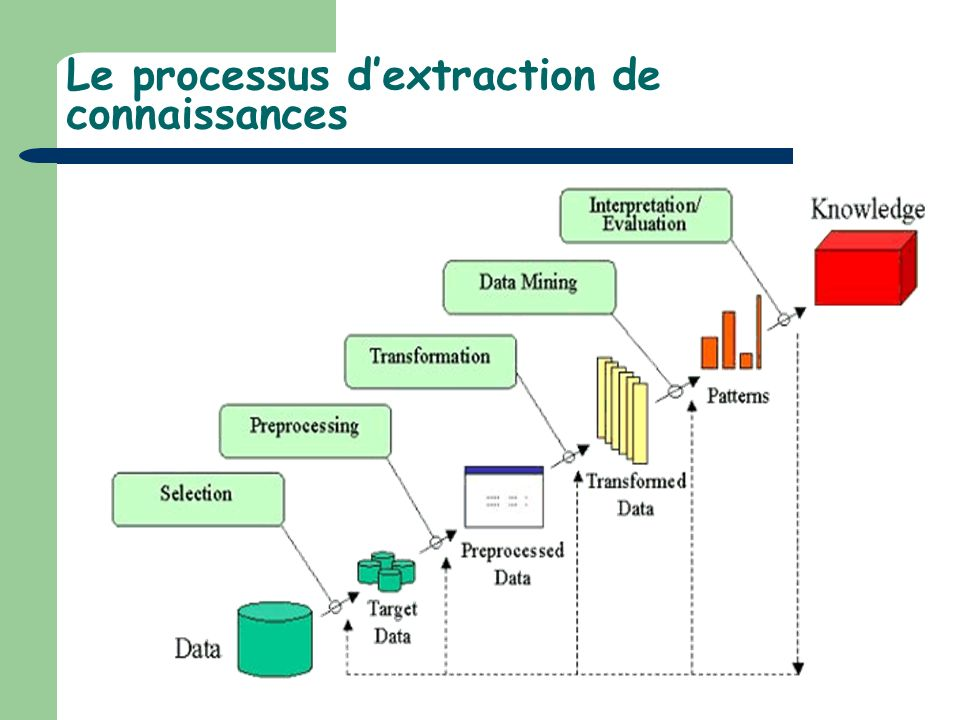 Le processus d’extraction de
connaissances
Interpretation/
Evaluation
Knowledge
Data Mining
Transformation
Patterns
Preprocessing
Transformed
Data
Selection
Preprocessed
Data
Target
Data
Data